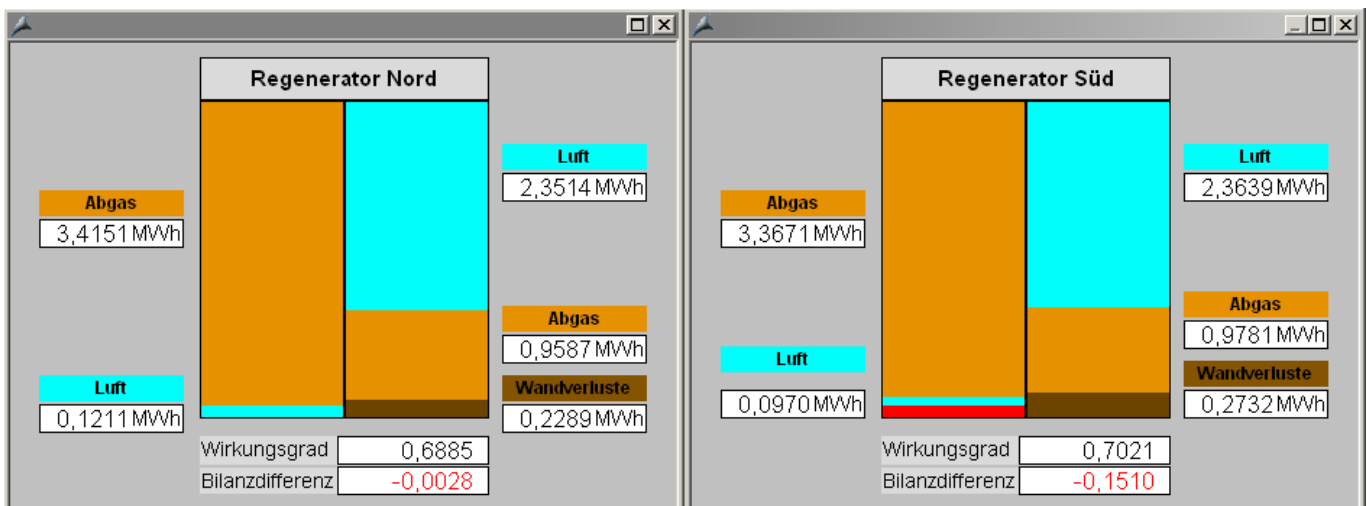 Regenerator Nord
Luft
2,3514 MWh
Abgas
3,4151 MWh
Abgas
0,9587 MWh
Luft
0,1211 MWh
Wandverluste
0,2289 MWh
Wirkungsgrad 0,6885
Bilanzdifferenz -0,0028
Regenerator Süd
Luft
2,3639 MWh
Abgas
3,3671 MWh
Abgas
0,9781 MWh
Luft
0,0970 MWh
Wandverluste
0,2732 MWh
Wirkungsgrad 0,7021
Bilanzdifferenz -0,1510